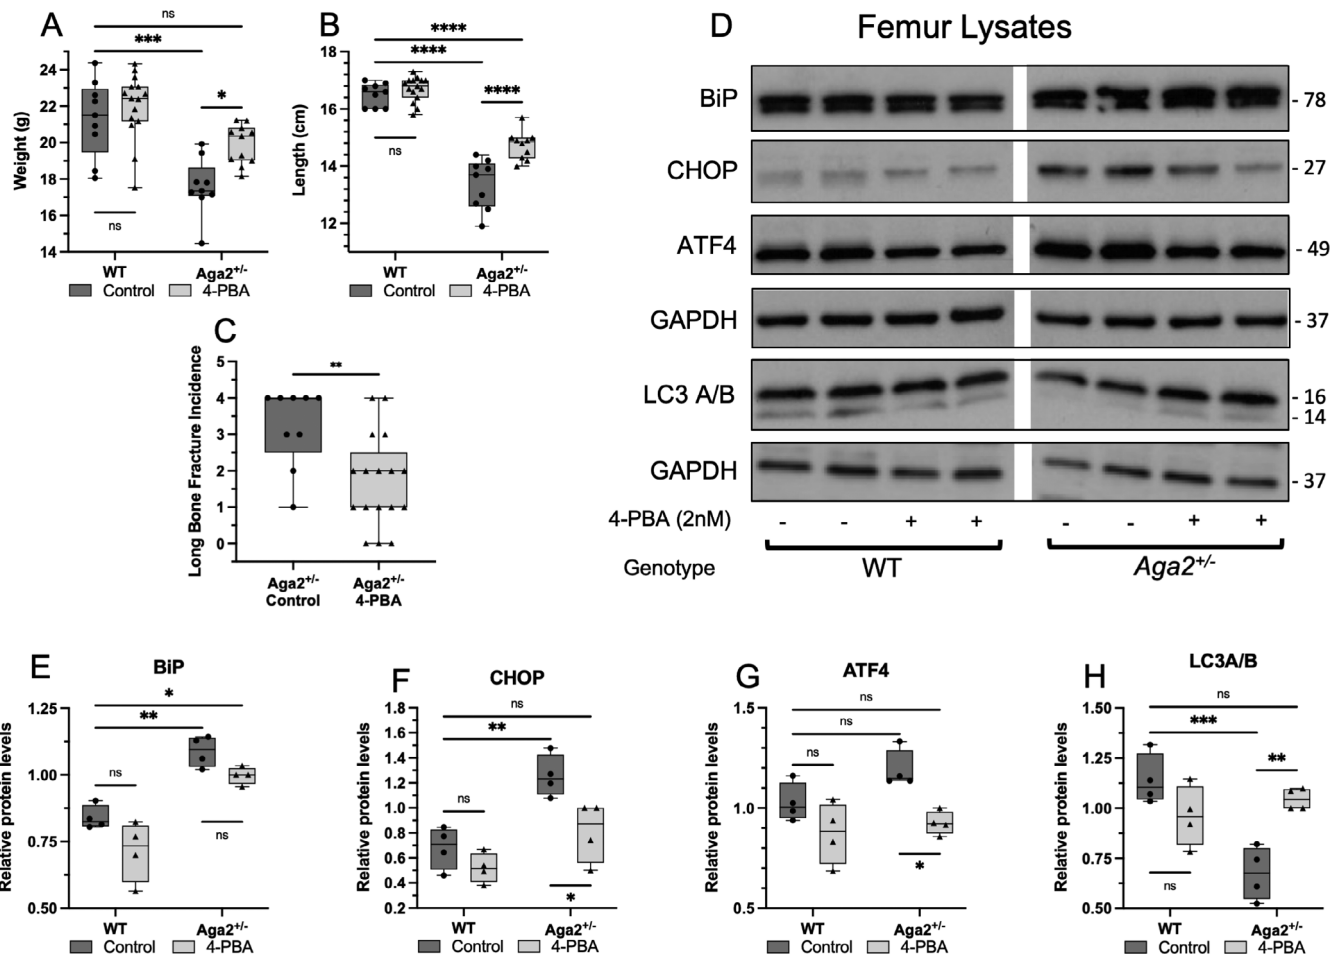 A
ns
***
*
ns
Weight (g)
24
22
20
18
16
14
WT
Aga2+/-
Control
4-PBA
B
****
****
****
ns
Length (cm)
18
16
14
12
WT
Aga2+/-
Control
4-PBA
C
**
Long Bone Fracture Incidence
5
4
3
2
1
0
Aga2+/-
Control
Aga2+/-
4-PBA
D
Femur Lysates
BiP
- 78
CHOP
- 27
ATF4
- 49
GAPDH
- 37
LC3 A/B
- 16
- 14
GAPDH
- 37
4-PBA (2nM)
- - + + - - + +
Genotype
WT
Aga2+/-
E
BiP
*
**
ns
ns
Relative protein levels
1.25
1.00
0.75
0.50
WT
Aga2+/-
Control
4-PBA
F
CHOP
ns
**
ns
*
Relative protein levels
1.8
1.6
1.4
1.2
1.0
0.8
0.6
0.4
0.2
WT
Aga2+/-
Control
4-PBA
G
ATF4
ns
ns
ns
*
Relative protein levels
1.5
1.0
0.5
WT
Aga2+/-
Control
4-PBA
H
LC3A/B
ns
***
**
ns
Relative protein levels
1.50
1.25
1.00
0.75
0.50
WT
Aga2+/-
Control
4-PBA